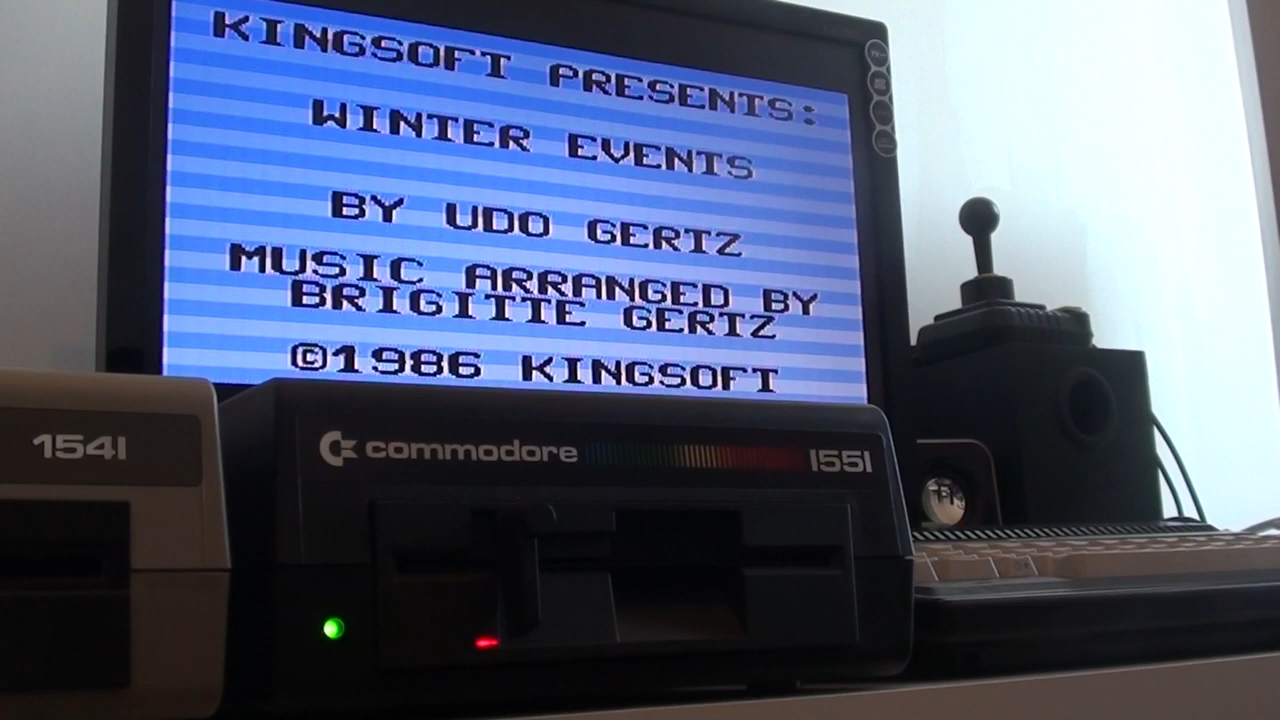 KINGSOFT PRESENTS:
WINTER EVENTS
BY UDO GERTZ
MUSIC ARRANGED BY
BRIGITTE GERTZ
©1986 KINGSOFT
1541
commodore 1551